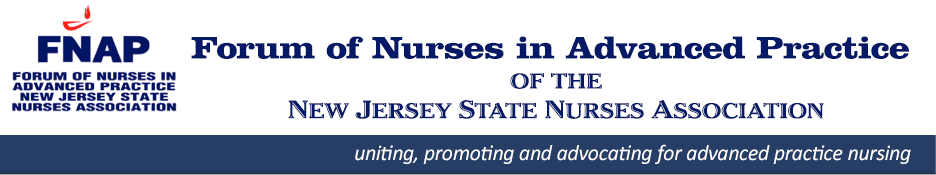 FNAP
FORUM OF NURSES IN
ADVANCED PRACTICE
NEW JERSEY STATE
NURSES ASSOCIATION
Forum of Nurses in Advanced Practice
OF THE
NEW JERSEY STATE NURSES ASSOCIATION
uniting, promoting and advocating for advanced practice nursing